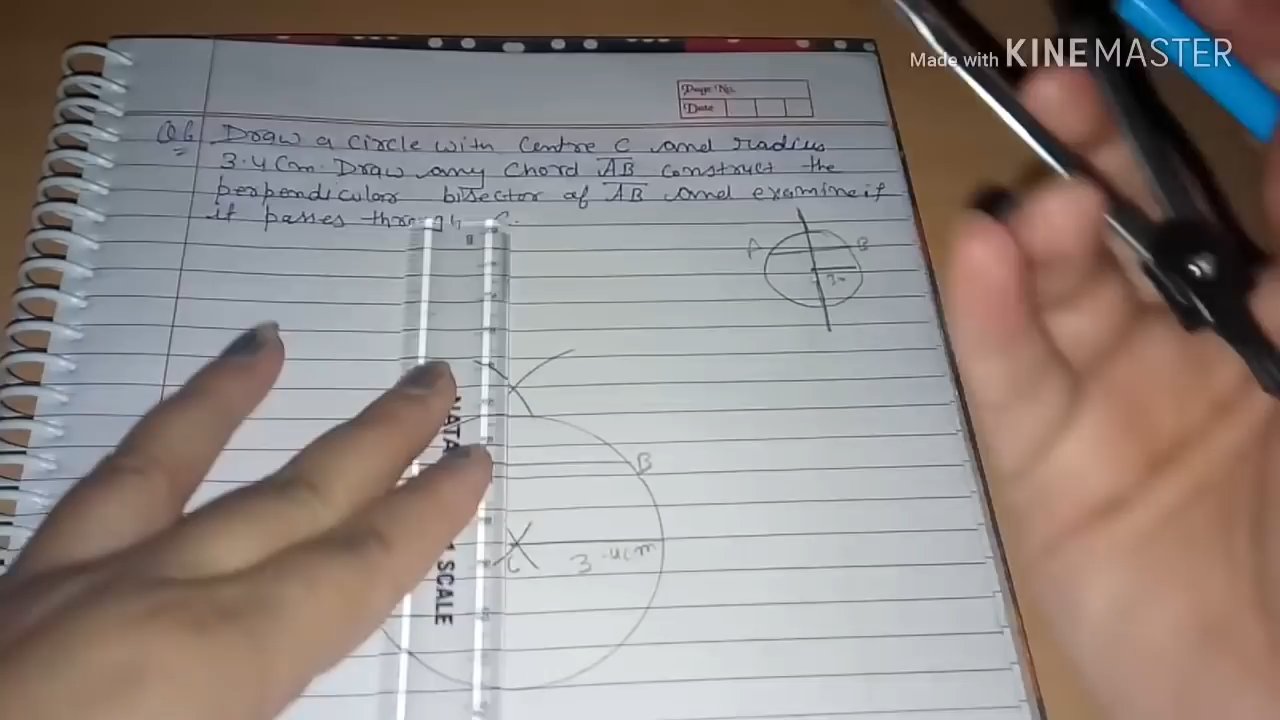 Made with KINEMASTER
Page No.
Date
Q6 Draw a circle with Centre C and radius
3.4 Cm. Draw any Chord AB construct the
perpendicular bisector of AB and examine if
it passes through C.
A B
B
3.4cm
C
SCALE